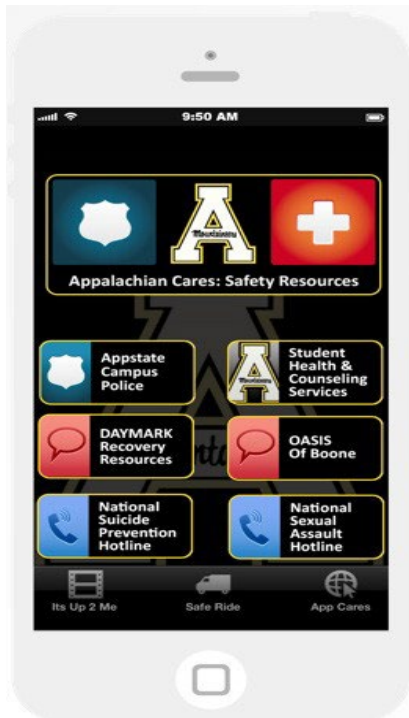 9:50 AM
A
Mountaineers
Appalachian Cares: Safety Resources
Appstate
Campus
Police
A
Student
Health &
Counseling
Services
DAYMARK
Recovery
Resources
OASIS
Of Boone
National
Suicide
Prevention
Hotline
National
Sexual
Assault
Hotline
Its Up 2 Me
Safe Ride
App Cares